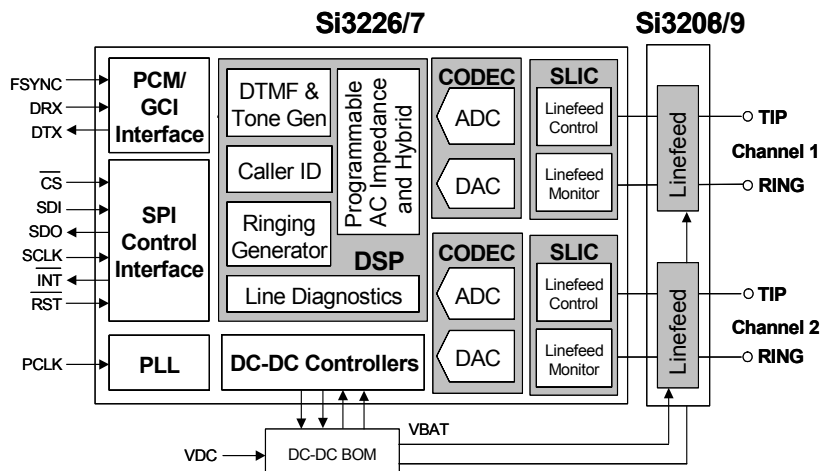 Si3226/7
Si3208/9
FSYNC
DRX
DTX
PCM/
GCI
Interface
CS
SDI
SDO
SCLK
INT
RST
SPI
Control
Interface
PCLK
PLL
DTMF &
Tone Gen
Caller ID
Ringing
Generator
Programmable
AC Impedance
and Hybrid
DSP
Line Diagnostics
DC-DC Controllers
CODEC
ADC
DAC
SLIC
Linefeed
Control
Linefeed
Monitor
CODEC
ADC
DAC
SLIC
Linefeed
Control
Linefeed
Monitor
Linefeed
TIP
Channel 1
RING
Linefeed
TIP
Channel 2
RING
VDC
DC-DC BOM
VBAT